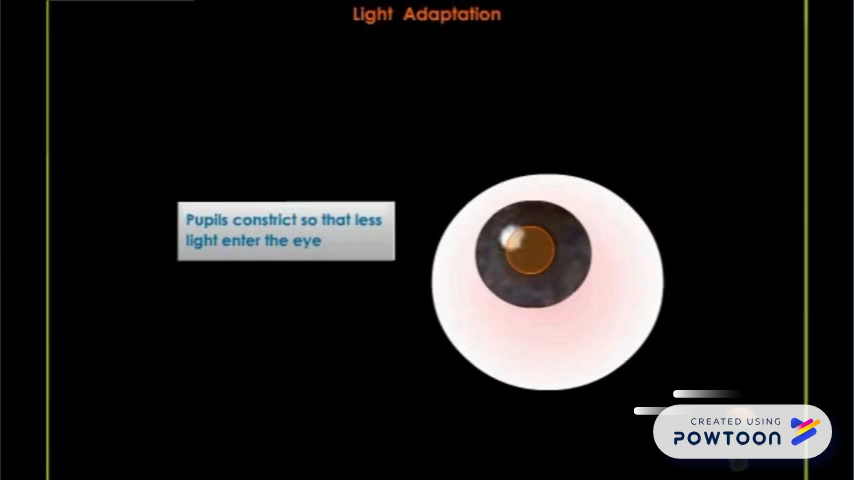 Light Adaptation
Pupils constrict so that less
light enter the eye
CREATED USING
POWTOON